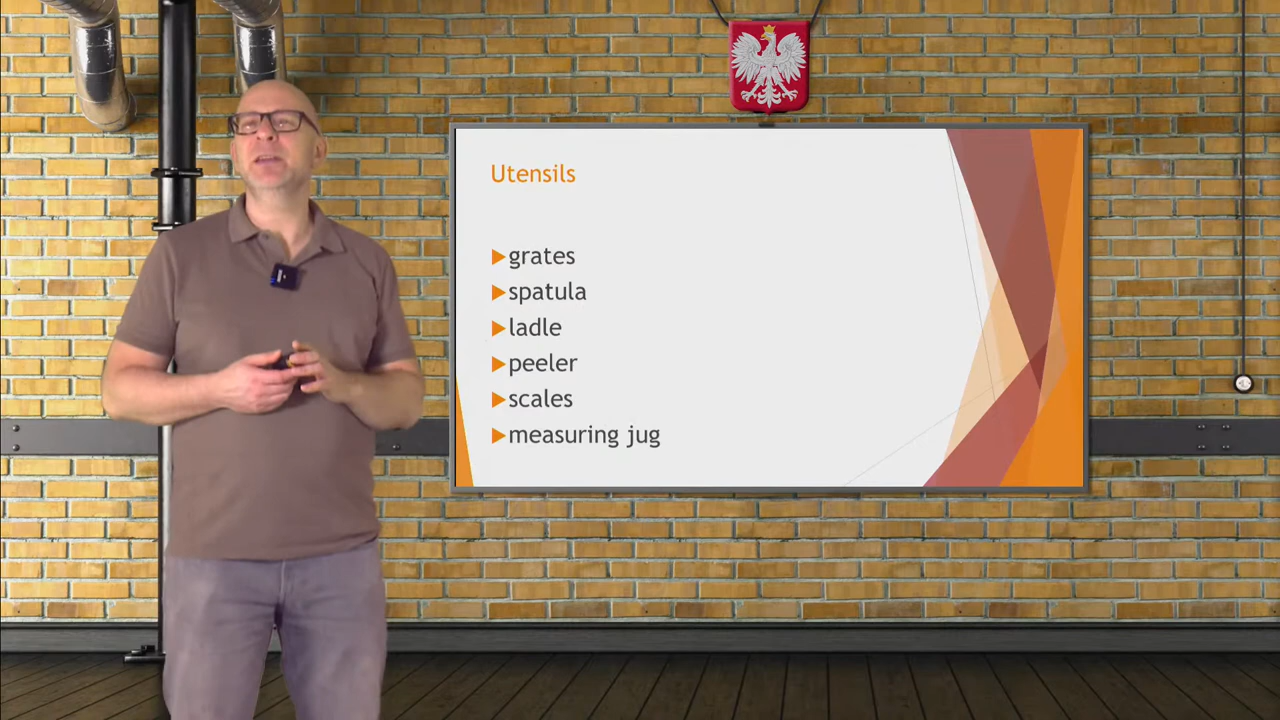 Utensils
grates
spatula
ladle
peeler
scales
measuring jug